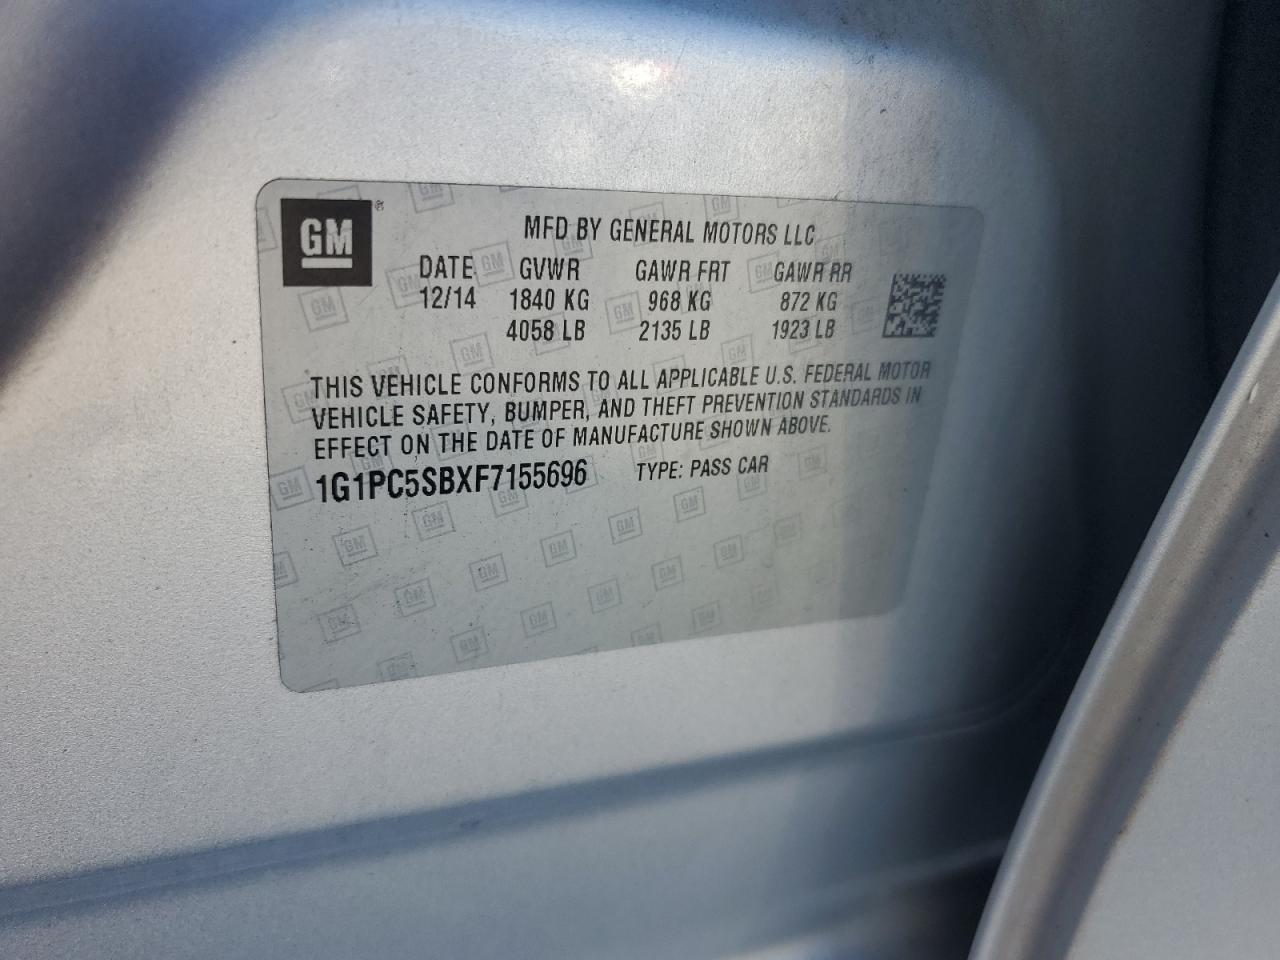 GM ®
MFD BY GENERAL MOTORS LLC
DATE GVWR GAWR FRT GAWR RR
12/14 1840 KG 968 KG 872 KG
4058 LB 2135 LB 1923 LB
THIS VEHICLE CONFORMS TO ALL APPLICABLE U.S. FEDERAL MOTOR
VEHICLE SAFETY, BUMPER, AND THEFT PREVENTION STANDARDS IN
EFFECT ON THE DATE OF MANUFACTURE SHOWN ABOVE.
1G1PC5SBXF7155696 TYPE: PASS CAR